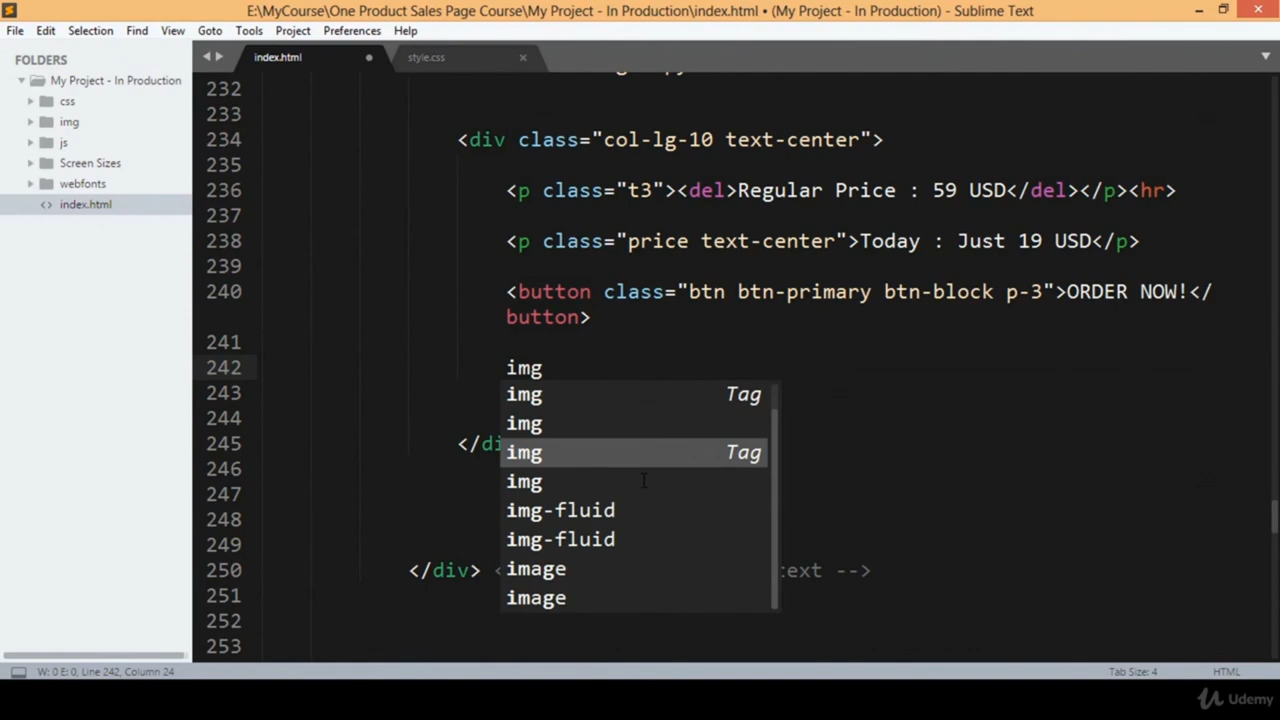 E:\MyCourse\One Product Sales Page Course\My Project - In Production\index.html • (My Project - In Production) - Sublime Text
File Edit Selection Find View Goto Tools Project Preferences Help
FOLDERS
My Project - In Production
css
img
js
Screen Sizes
webfonts
<> index.html
index.html style.css
232
233
234 <div class="col-lg-10 text-center">
235
236 <p class="t3"><del>Regular Price : 59 USD</del></p><hr>
237
238 <p class="price text-center">Today : Just 19 USD</p>
239
240 <button class="btn btn-primary btn-block p-3">ORDER NOW!</
button>
241
242 img
243 img Tag
244 img
245 </di
img Tag
246 img
247 img-fluid
248 img-fluid
249 image
250 </div> < text -->
image
251
252
253
W: 0 E: 0, Line 242, Column 24 Tab Size: 4 HTML
Udemy